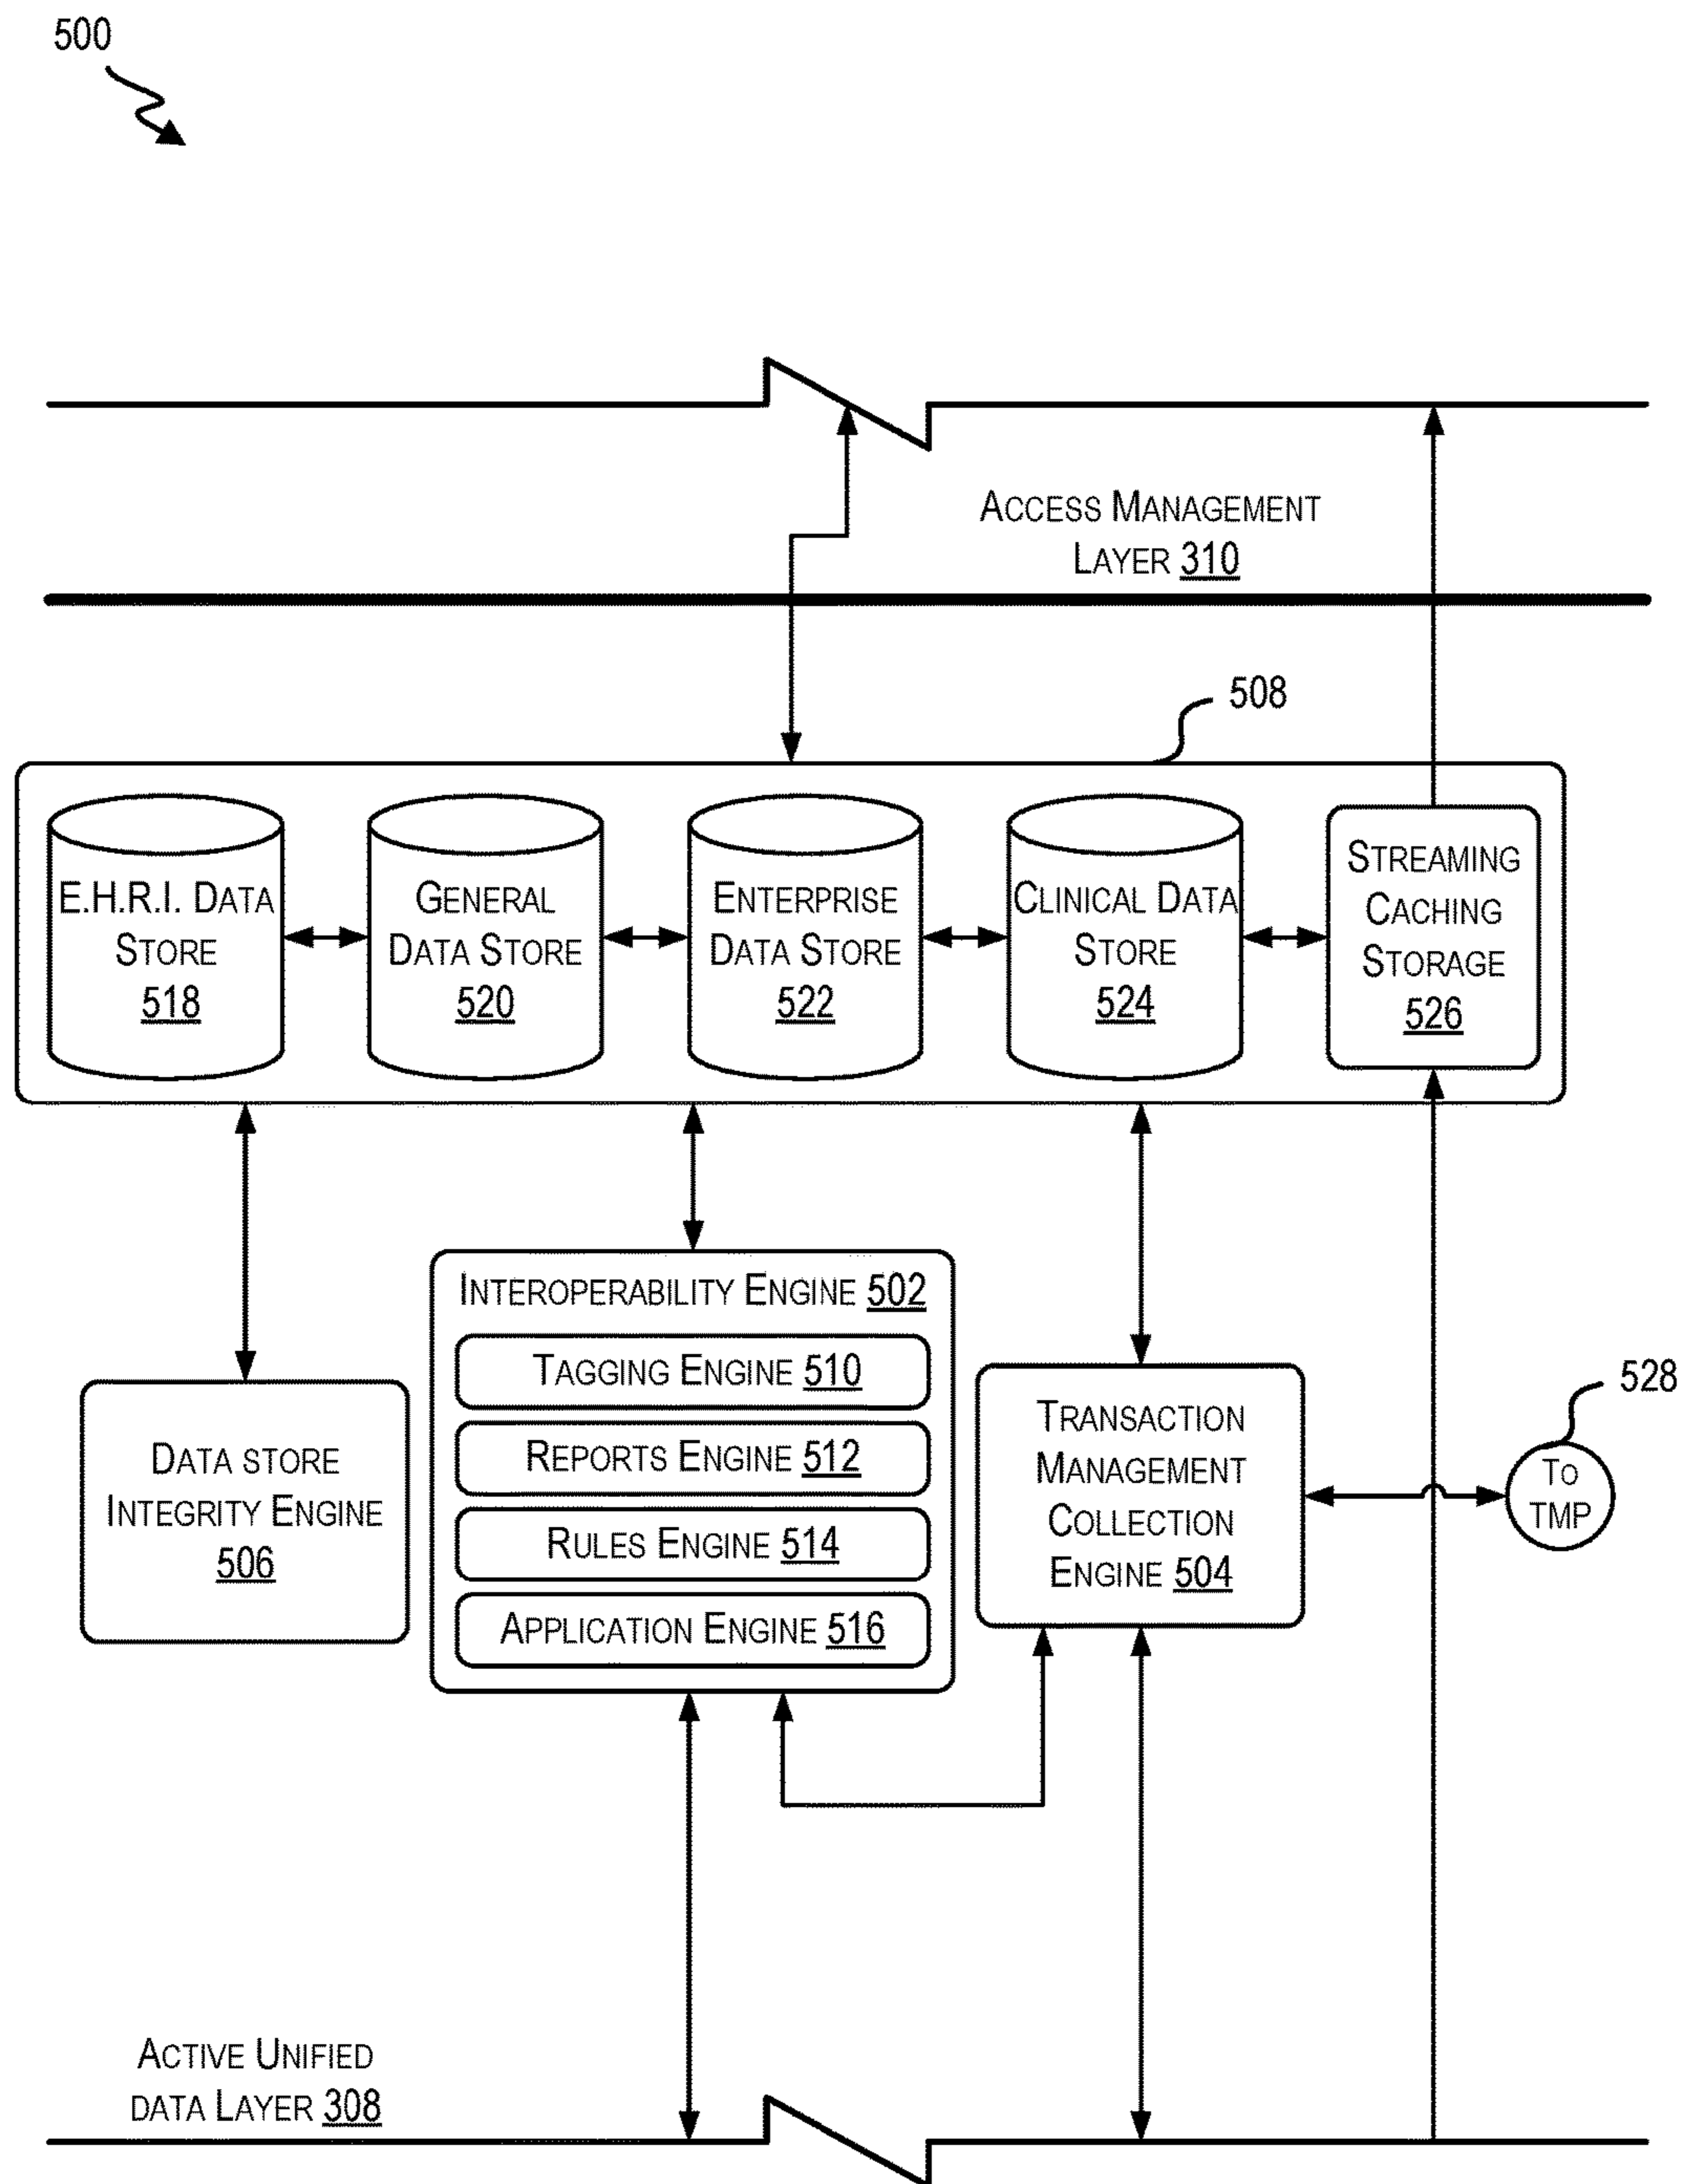 500
ACCESS MANAGEMENT
LAYER 310
508
E.H.R.I. DATA
STORE
518
GENERAL
DATA STORE
520
ENTERPRISE
DATA STORE
522
CLINICAL DATA
STORE
524
STREAMING
CACHING
STORAGE
526
DATA STORE
INTEGRITY ENGINE
506
INTEROPERABILITY ENGINE 502
TAGGING ENGINE 510
REPORTS ENGINE 512
RULES ENGINE 514
APPLICATION ENGINE 516
TRANSACTION
MANAGEMENT
COLLECTION
ENGINE 504
528
TO
TMP
ACTIVE UNIFIED
DATA LAYER 308